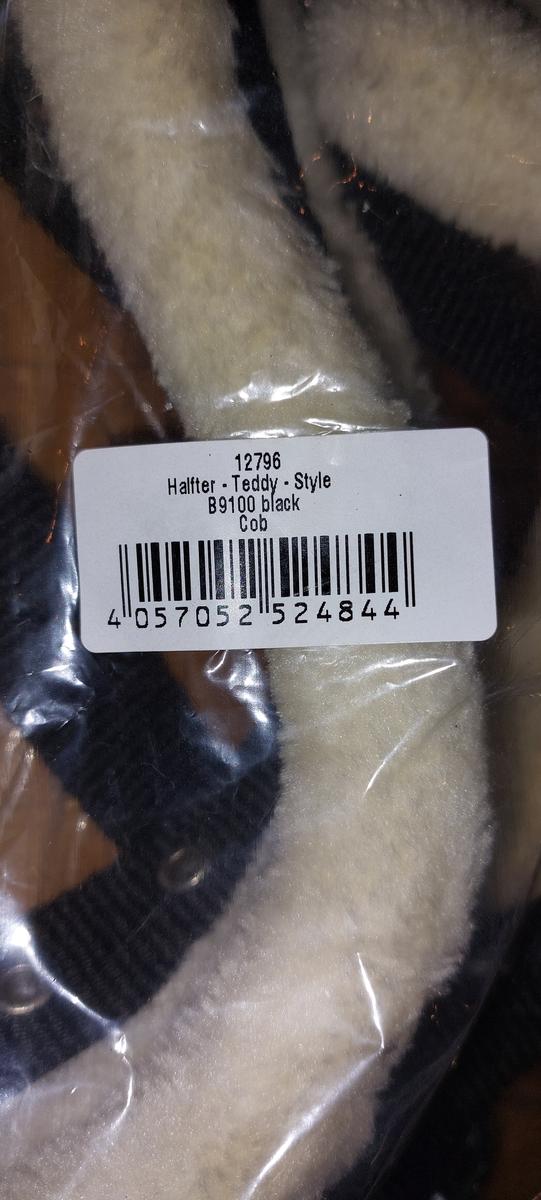 12796
Halfter - Teddy - Style
B9100 black
Cob
4 057052 524844